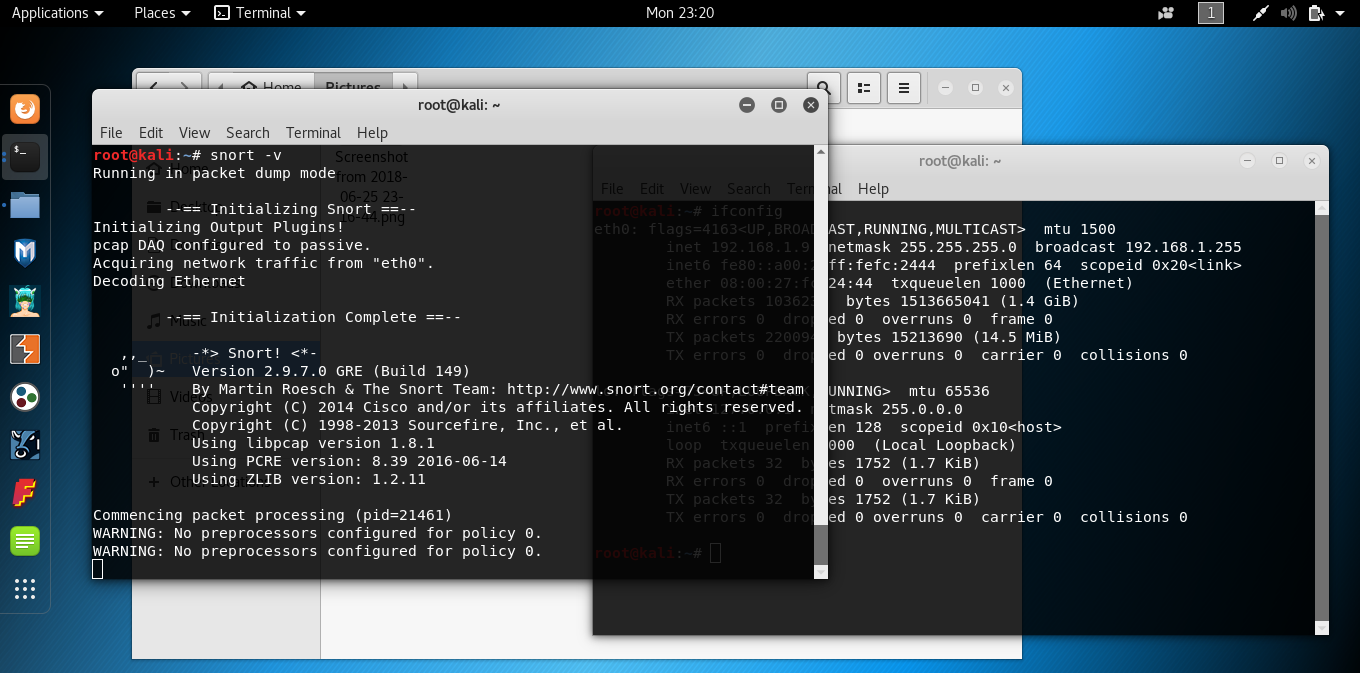 Applications Places Terminal Mon 23:20 1
Home Pictures
root@kali: ~
File Edit View Search Terminal Help
root@kali:~# snort -v
Running in packet dump mode
--== Initializing Snort ==--
Initializing Output Plugins!
pcap DAQ configured to passive.
Acquiring network traffic from "eth0".
Decoding Ethernet
--== Initialization Complete ==--
,,_ -*> Snort! <*-
o" )~ Version 2.9.7.0 GRE (Build 149)
'''' By Martin Roesch & The Snort Team: http://www.snort.org/contact#team
Copyright (C) 2014 Cisco and/or its affiliates. All rights reserved.
Copyright (C) 1998-2013 Sourcefire, Inc., et al.
Using libpcap version 1.8.1
Using PCRE version: 8.39 2016-06-14
Using ZLIB version: 1.2.11
Commencing packet processing (pid=21461)
WARNING: No preprocessors configured for policy 0.
WARNING: No preprocessors configured for policy 0.
Screenshot
from 2018-
06-25 23-
Music
Pictures
Videos
Trash
root@kali: ~
File Edit View Search Terminal Help
root@kali:~# ifconfig
eth0: flags=4163<UP,BROADCAST,RUNNING,MULTICAST> mtu 1500
inet 192.168.1.9 netmask 255.255.255.0 broadcast 192.168.1.255
inet6 fe80::a00:27ff:fefc:2444 prefixlen 64 scopeid 0x20<link>
ether 08:00:27:fc:24:44 txqueuelen 1000 (Ethernet)
RX packets bytes 1513665041 (1.4 GiB)
RX errors 0 dropped 0 overruns 0 frame 0
TX packets 220094 bytes 15213690 (14.5 MiB)
TX errors 0 dropped 0 overruns 0 carrier 0 collisions 0
RUNNING> mtu 65536
netmask 255.0.0.0
inet6 ::1 prefixlen 128 scopeid 0x10<host>
loop txqueuelen 1000 (Local Loopback)
RX packets 32 bytes 1752 (1.7 KiB)
RX errors 0 dropped 0 overruns 0 frame 0
TX packets 32 bytes 1752 (1.7 KiB)
TX errors 0 dropped 0 overruns 0 carrier 0 collisions 0
root@kali:~#